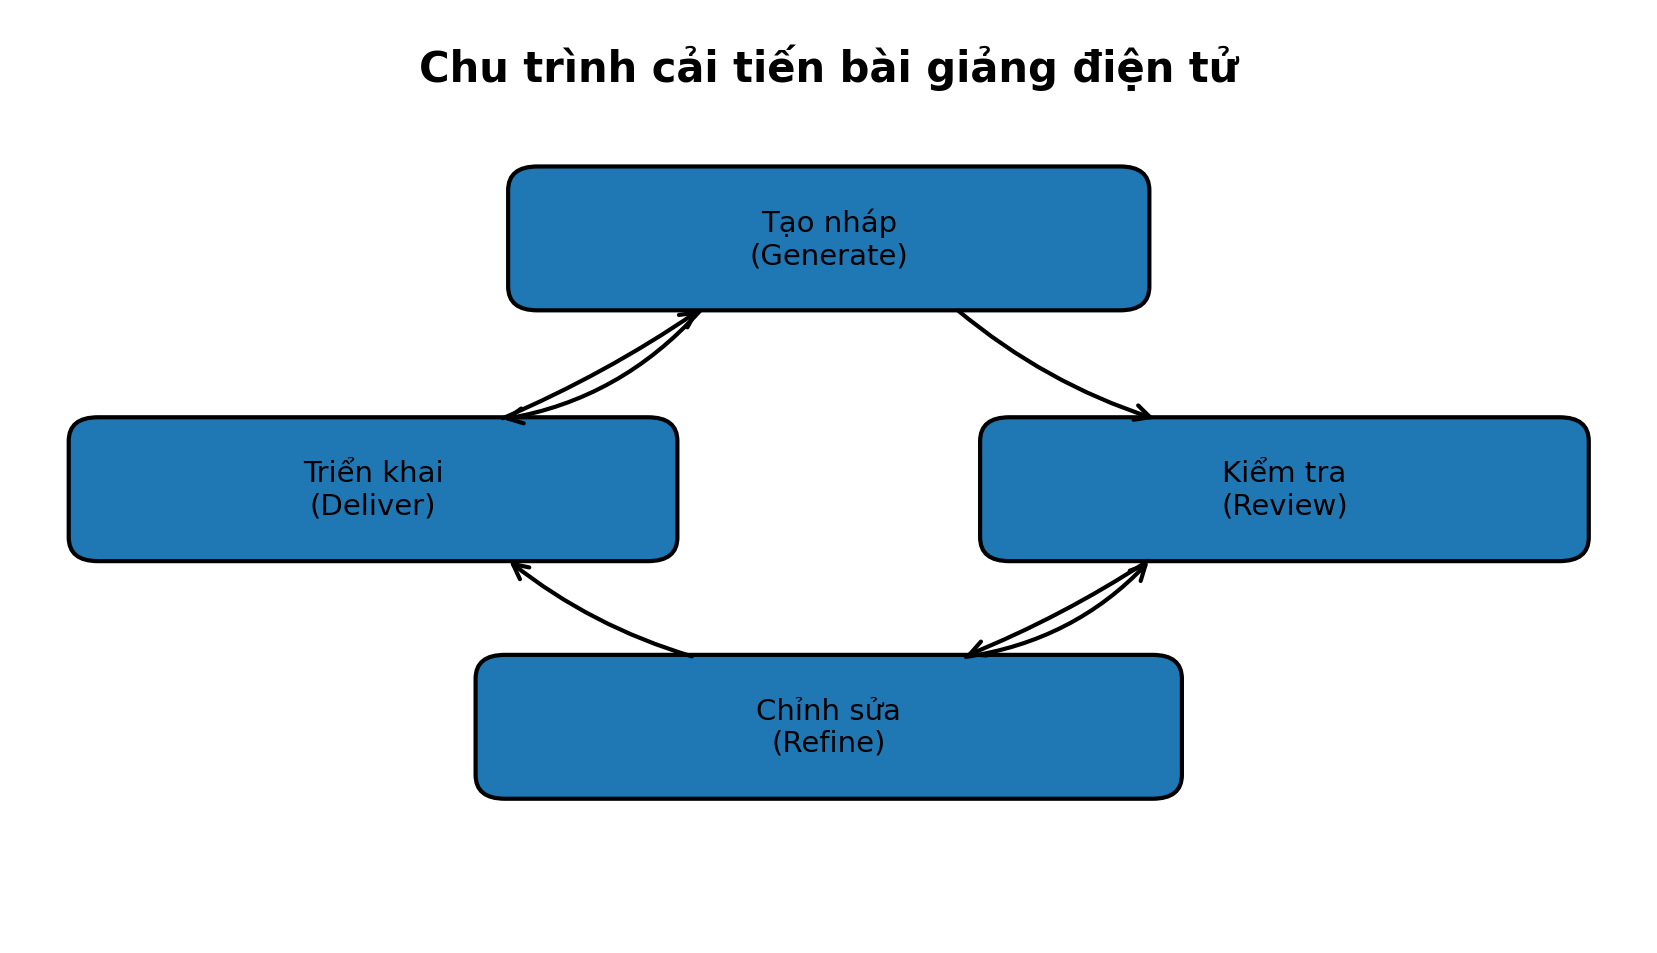 Chu trình cải tiến bài giảng điện tử
Tạo nháp
(Generate)
Triển khai
(Deliver)
Kiểm tra
(Review)
Chỉnh sửa
(Refine)